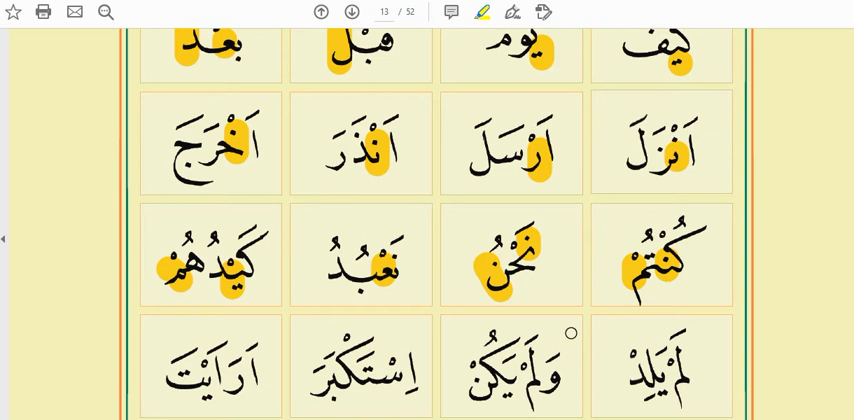 13 / 52
كَيْفَ يَوْمَ قَبْلُ بَعْدُ
اَنْزَلَ اَرْسَلَ اَنْذَرَ اَخْرَجَ
كُنْتُمْ نَحْنُ نَعْبُدُ كَيْدُهُمْ
لَمْ يَلِدْ وَلَمْ يَكُنْ اِسْتَكْبَرَ اَرَاَيْتَ